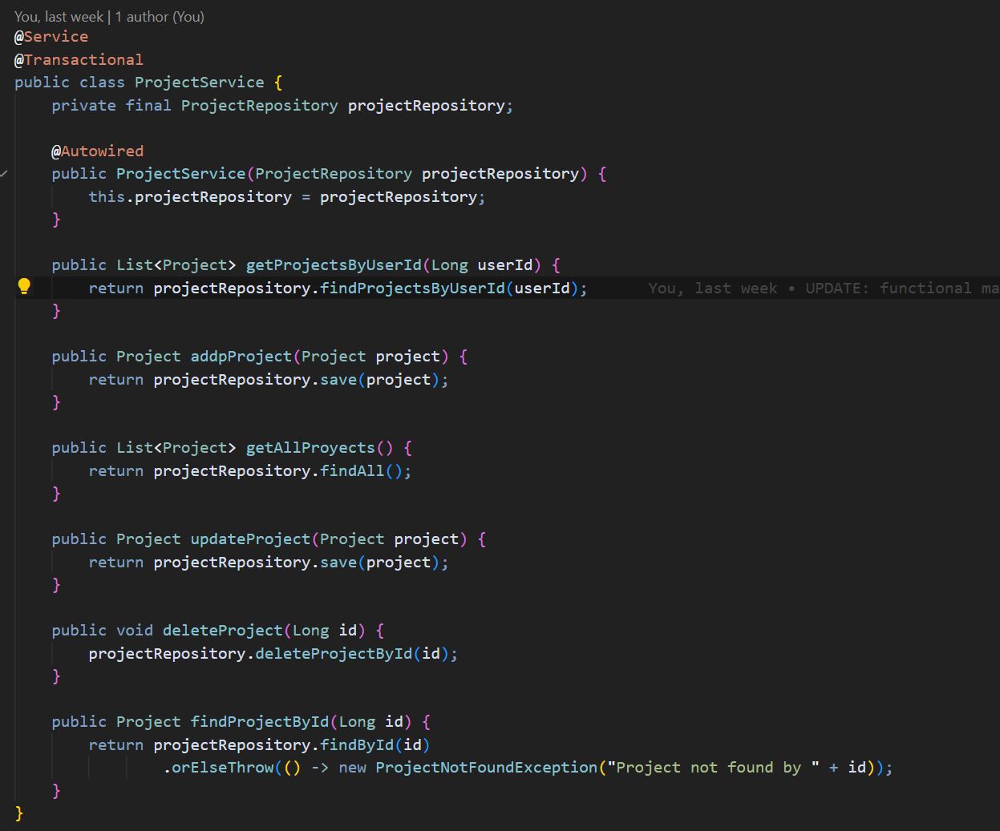 You, last week | 1 author (You)
@Service
@Transactional
public class ProjectService {
    private final ProjectRepository projectRepository;
    @Autowired
    public ProjectService(ProjectRepository projectRepository) {
        this.projectRepository = projectRepository;
    }
    public List<Project> getProjectsByUserId(Long userId) {
        return projectRepository.findProjectsByUserId(userId); You, last week • UPDATE: functional ma
    }
    public Project addpProject(Project project) {
        return projectRepository.save(project);
    }
    public List<Project> getAllProyects() {
        return projectRepository.findAll();
    }
    public Project updateProject(Project project) {
        return projectRepository.save(project);
    }
    public void deleteProject(Long id) {
        projectRepository.deleteProjectById(id);
    }
    public Project findProjectById(Long id) {
        return projectRepository.findById(id)
                .orElseThrow(() -> new ProjectNotFoundException("Project not found by " + id));
    }
}